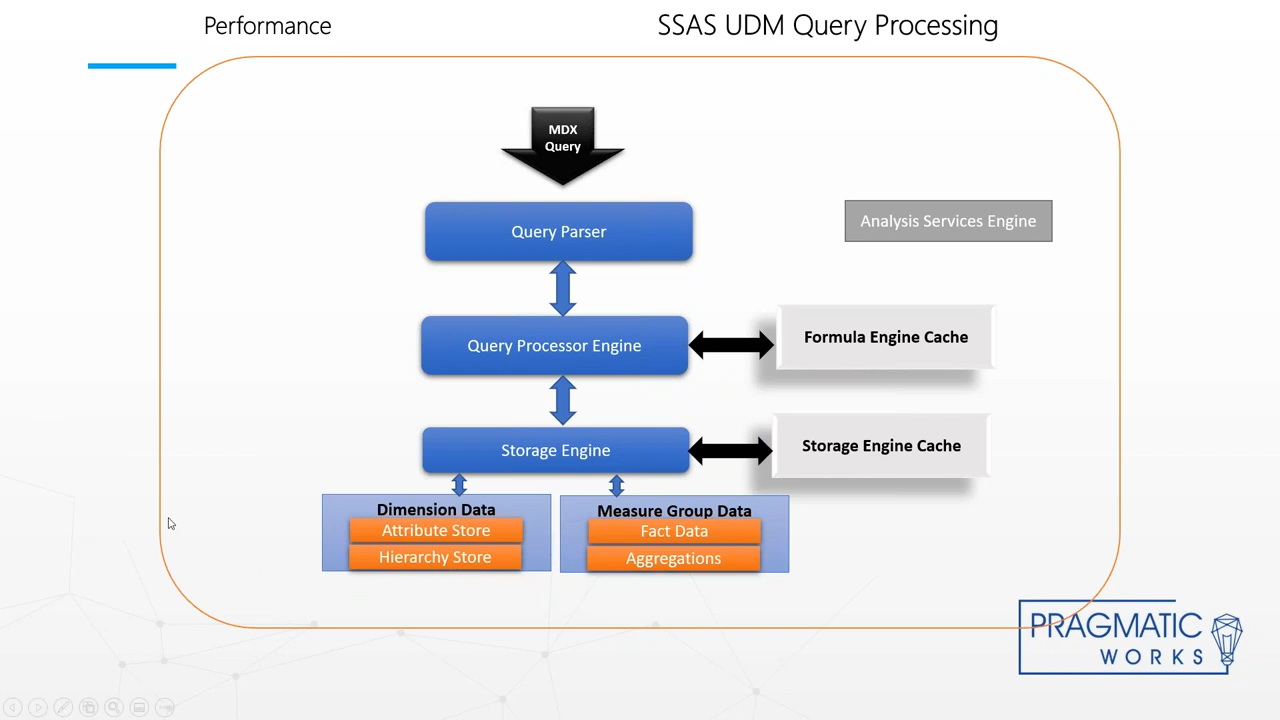 Performance
SSAS UDM Query Processing
MDX
Query
Query Parser
Analysis Services Engine
Query Processor Engine
Formula Engine Cache
Storage Engine
Storage Engine Cache
Dimension Data
Attribute Store
Hierarchy Store
Measure Group Data
Fact Data
Aggregations
PRAGMATIC
WORKS